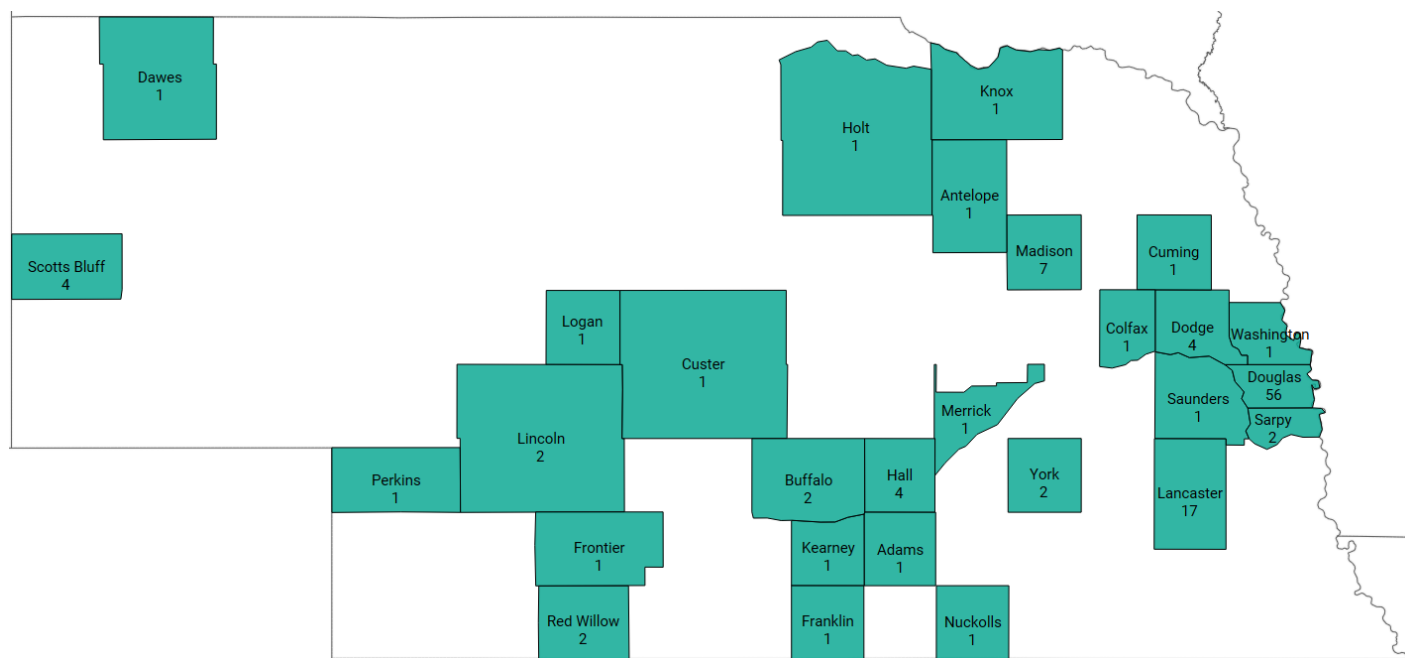 Dawes
1
Knox
1
Holt
1
Antelope
1
Madison
7
Cuming
1
Scotts Bluff
4
Logan
1
Custer
1
Colfax
1
Dodge
4
Washington
1
Douglas
56
Saunders
1
Sarpy
2
Merrick
1
Lincoln
2
Perkins
1
Buffalo
2
Hall
4
York
2
Lancaster
17
Frontier
1
Kearney
1
Adams
1
Red Willow
2
Franklin
1
Nuckolls
1